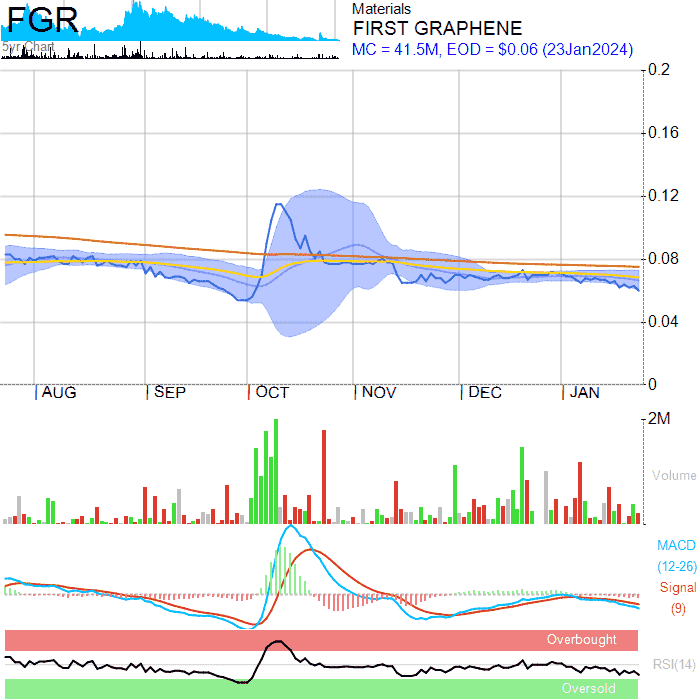 FGR
5yr Chart
Materials
FIRST GRAPHENE
MC = 41.5M, EOD = $0.06 (23Jan2024)
0.2
0.16
0.12
0.08
0.04
0
AUG SEP OCT NOV DEC JAN
2M
Volume
MACD
(12-26)
Signal
(9)
Overbought
RSI(14)
Oversold